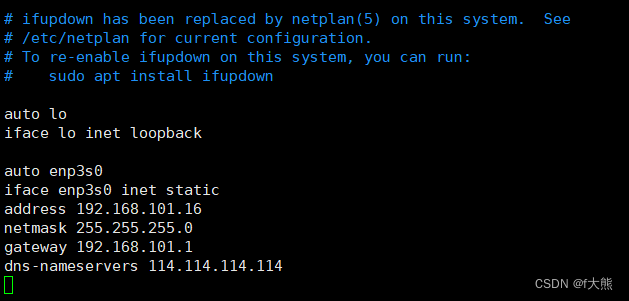 # ifupdown has been replaced by netplan(5) on this system.  See
# /etc/netplan for current configuration.
# To re-enable ifupdown on this system, you can run:
#    sudo apt install ifupdown

auto lo
iface lo inet loopback

auto enp3s0
iface enp3s0 inet static
address 192.168.101.16
netmask 255.255.255.0
gateway 192.168.101.1
dns-nameservers 114.114.114.114
CSDN @f大熊